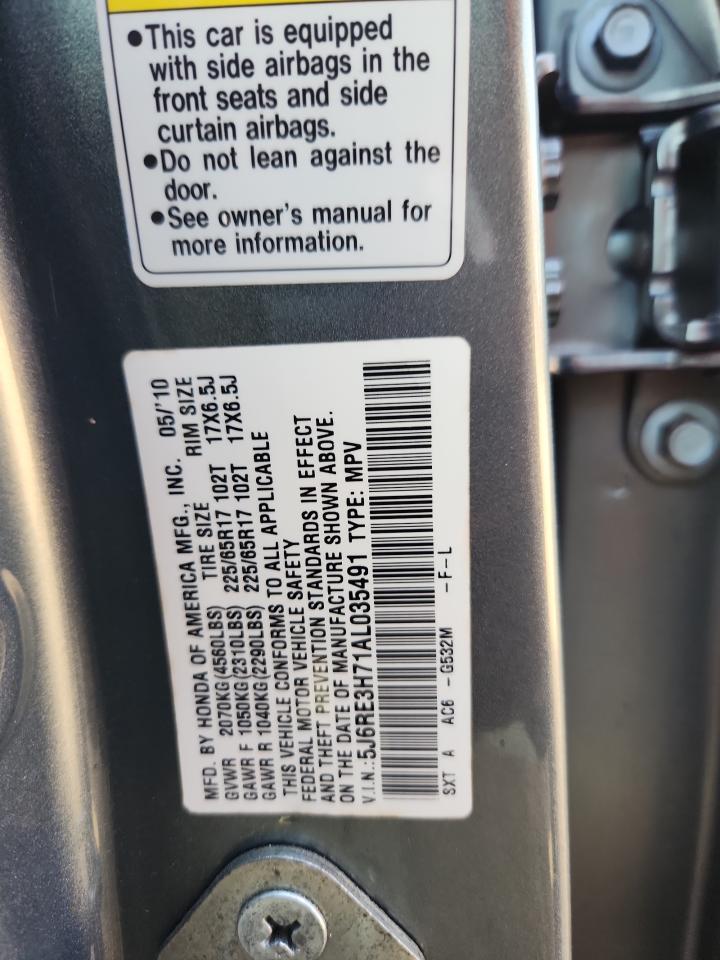 ●This car is equipped
with side airbags in the
front seats and side
curtain airbags.
●Do not lean against the
door.
●See owner's manual for
more information.
MFD. BY HONDA OF AMERICA MFG., INC. 05/'10
TIRE SIZE RIM SIZE
GVWR 2070KG(4560LBS)
GAWR F 1050KG(2310LBS) 225/65R17 102T 17X6.5J
GAWR R 1040KG(2290LBS) 225/65R17 102T 17X6.5J
THIS VEHICLE CONFORMS TO ALL APPLICABLE
FEDERAL MOTOR VEHICLE SAFETY
AND THEFT PREVENTION STANDARDS IN EFFECT
ON THE DATE OF MANUFACTURE SHOWN ABOVE.
V.I.N.:5J6RE3H71AL035491 TYPE: MPV
SXT A AC6 -G532M -F-L